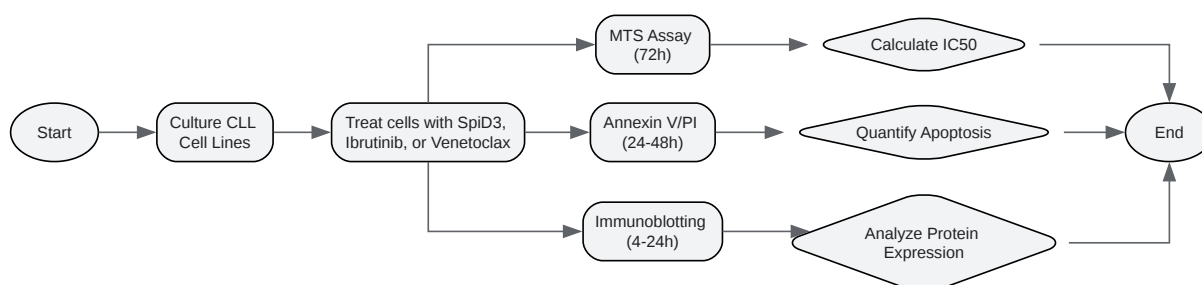 Start
Culture CLL
Cell Lines
Treat cells with SpiD3,
Ibrutinib, or Venetoclax
MTS Assay
(72h)
Calculate IC50
Annexin V/PI
(24-48h)
Quantify Apoptosis
Immunoblotting
(4-24h)
Analyze Protein
Expression
End